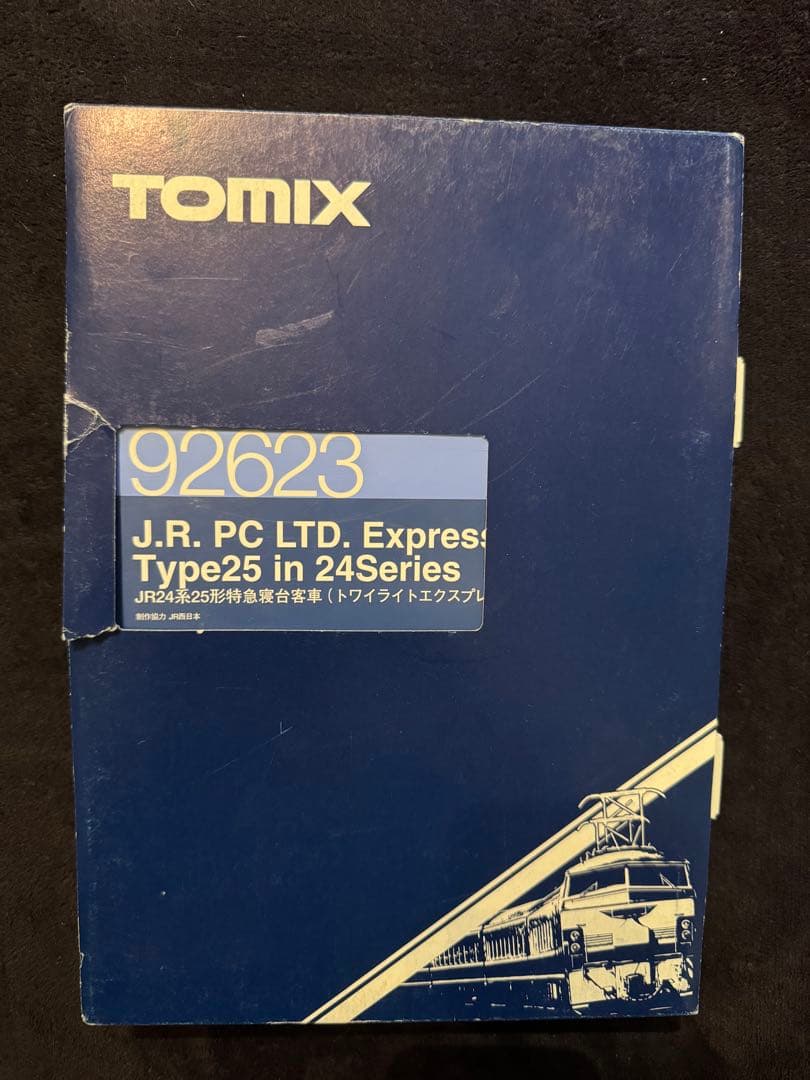 TOMIX
92623
J.R. PC LTD. Express
Type25 in 24Series
JR24系25形特急寝台客車（トワイライトエクスプレ
制作協力 JR西日本